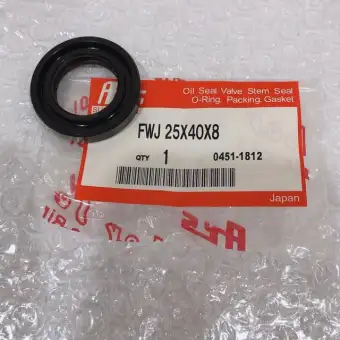 Oil Seal Valve Stem Seal
O-Ring. Packing. Gasket
FWJ 25X40X8
QTY 1 0451-1812
Japan